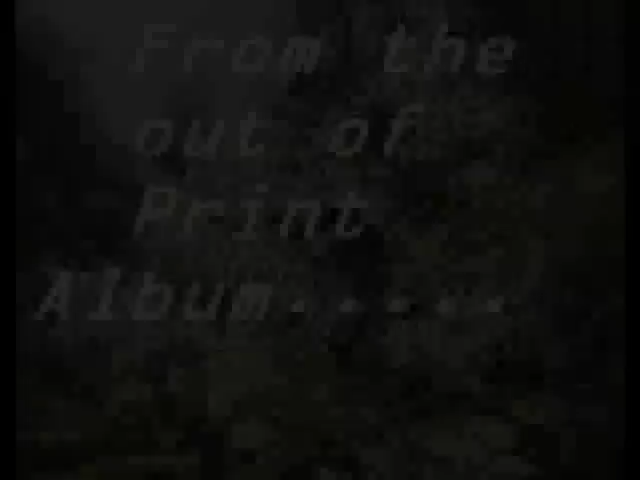 From the
out of
Print
Album.....